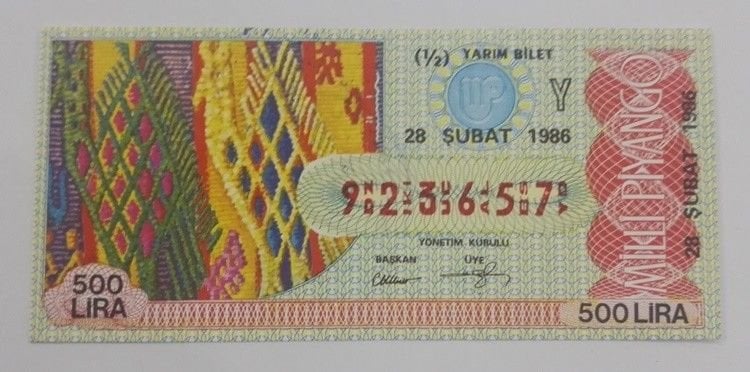 (½) YARIM BİLET
MP
Y
28 ŞUBAT 1986
9 2 3 6 5 7
YÖNETİM KURULU
BAŞKAN ÜYE
500
LİRA
500 LİRA
MİLLİ PİYANGO
28 ŞUBAT 1986